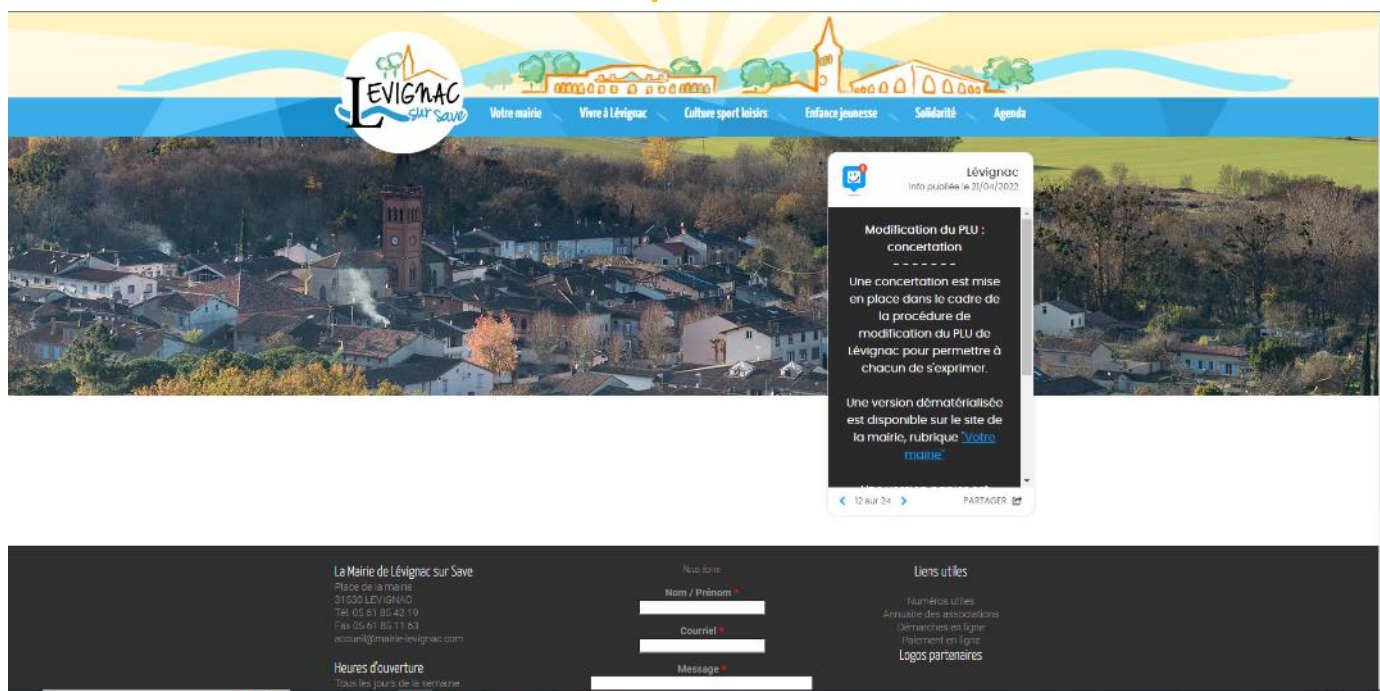 LEVIGNAC
sur Save
Votre mairie
Vivre à Lévignac
Culture sport loisirs
Enfance jeunesse
Solidarité
Agenda
1
Lévignac
Info publiée le 21/04/2022
Modification du PLU :
concertation
- - - - - - -
Une concertation est mise
en place dans le cadre de
la procédure de
modification du PLU de
Lévignac pour permettre à
chacun de s'exprimer.
Une version dématérialisée
est disponible sur le site de
la mairie, rubrique "Votre
mairie"
12 sur 24
PARTAGER
La Mairie de Lévignac sur Save
Place de la mairie
31530 LEVIGNAC
Tél. 05 61 85 42 19
Fax 05 61 85 11 63
accueil@mairie-levignac.com
Heures d'ouverture
Tous les jours de la semaine
Nous écrire
Nom / Prénom *
Courriel *
Message *
Liens utiles
Numéros utiles
Annuaire des associations
Démarches en ligne
Paiement en ligne
Logos partenaires